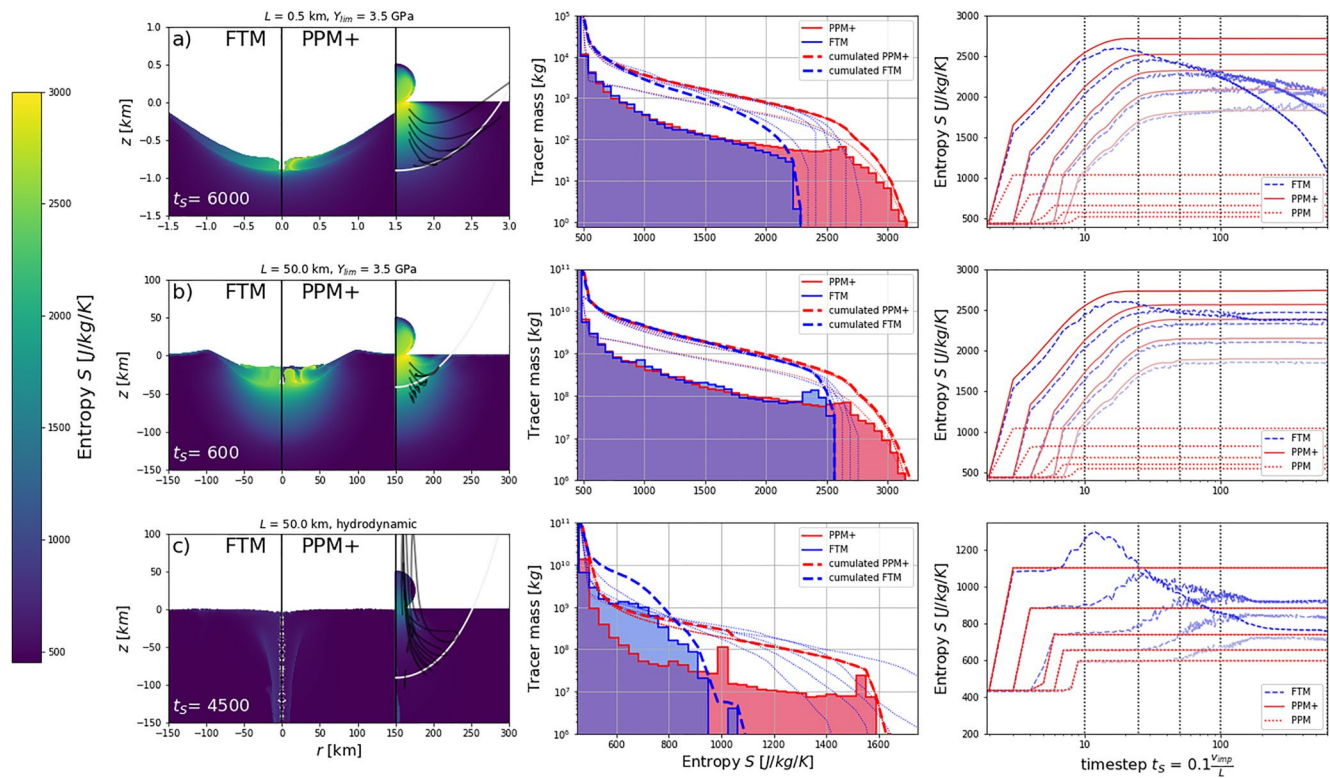 L = 0.5 km, Y_lim = 3.5 GPa
a) FTM PPM+
t_S = 6000
z [km]
1.0
0.5
0.0
−0.5
−1.0
−1.5
−1.5 −1.0 −0.5 0.0 0.5 1.0 1.5 2.0 2.5 3.0
Tracer mass [kg]
10^5
10^4
10^3
10^2
10^1
10^0
PPM+
FTM
cumulated PPM+
cumulated FTM
500 1000 1500 2000 2500 3000
Entropy S [J/kg/K]
3000
2500
2000
1500
1000
500
FTM
PPM+
PPM
10 100
Entropy S [J/kg/K]
3000
2500
2000
1500
1000
500
L = 50.0 km, Y_lim = 3.5 GPa
b) FTM PPM+
t_S = 600
z [km]
100
50
0
−50
−100
−150
−150 −100 −50 0 50 100 150 200 250 300
Tracer mass [kg]
10^11
10^10
10^9
10^8
10^7
10^6
PPM+
FTM
cumulated PPM+
cumulated FTM
500 1000 1500 2000 2500 3000
Entropy S [J/kg/K]
3000
2500
2000
1500
1000
500
FTM
PPM+
PPM
10 100
L = 50.0 km, hydrodynamic
c) FTM PPM+
t_S = 4500
z [km]
100
50
0
−50
−100
−150
−150 −100 −50 0 50 100 150 200 250 300
r [km]
Tracer mass [kg]
10^11
10^10
10^9
10^8
10^7
10^6
PPM+
FTM
cumulated PPM+
cumulated FTM
600 800 1000 1200 1400 1600
Entropy S [J/kg/K]
Entropy S [J/kg/K]
1200
1000
800
600
400
200
FTM
PPM+
PPM
10 100
timestep t_S = 0.1 v_imp/L